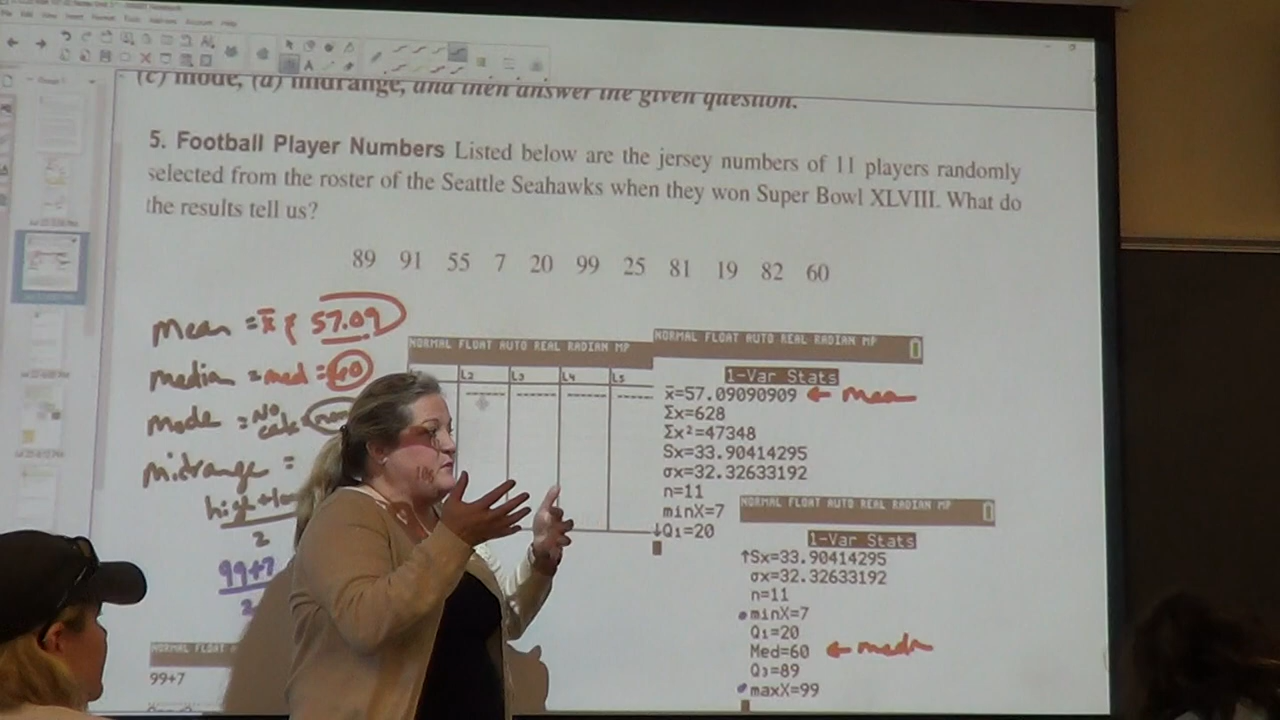 (c) mode, (d) midrange, and then answer the given question.
5. Football Player Numbers Listed below are the jersey numbers of 11 players randomly
selected from the roster of the Seattle Seahawks when they won Super Bowl XLVIII. What do
the results tell us?
89 91 55 7 20 99 25 81 19 82 60
mean = x̄ 57.09
median = med = 60
mode = No calc
midrange =
high + low
2
99+7
2
NORMAL FLOAT AUTO REAL RADIAN MP
L2 L3 L4 L5
NORMAL FLOAT AUTO REAL RADIAN MP
1-Var Stats
x̄=57.09090909 ← mean
Σx=628
Σx²=47348
Sx=33.90414295
σx=32.32633192
n=11
minX=7
↓Q₁=20
NORMAL FLOAT AUTO REAL RADIAN MP
1-Var Stats
↑Sx=33.90414295
σx=32.32633192
n=11
minX=7
Q₁=20
Med=60 ←
Q₃=89
maxX=99
NORMAL FLOAT
99+7